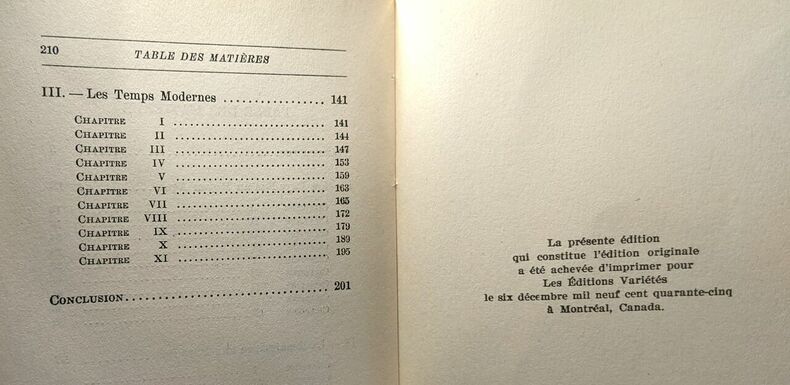 210 TABLE DES MATIÈRES
III. — Les Temps Modernes .................. 141
CHAPITRE I .................. 141
CHAPITRE II .................. 144
CHAPITRE III .................. 147
CHAPITRE IV .................. 153
CHAPITRE V .................. 159
CHAPITRE VI .................. 163
CHAPITRE VII .................. 165
CHAPITRE VIII .................. 172
CHAPITRE IX .................. 179
CHAPITRE X .................. 189
CHAPITRE XI .................. 195
CONCLUSION .................. 201
La présente édition
qui constitue l'édition originale
a été achevée d'imprimer pour
Les Éditions Variétés
le six décembre mil neuf cent quarante-cinq
à Montréal, Canada.